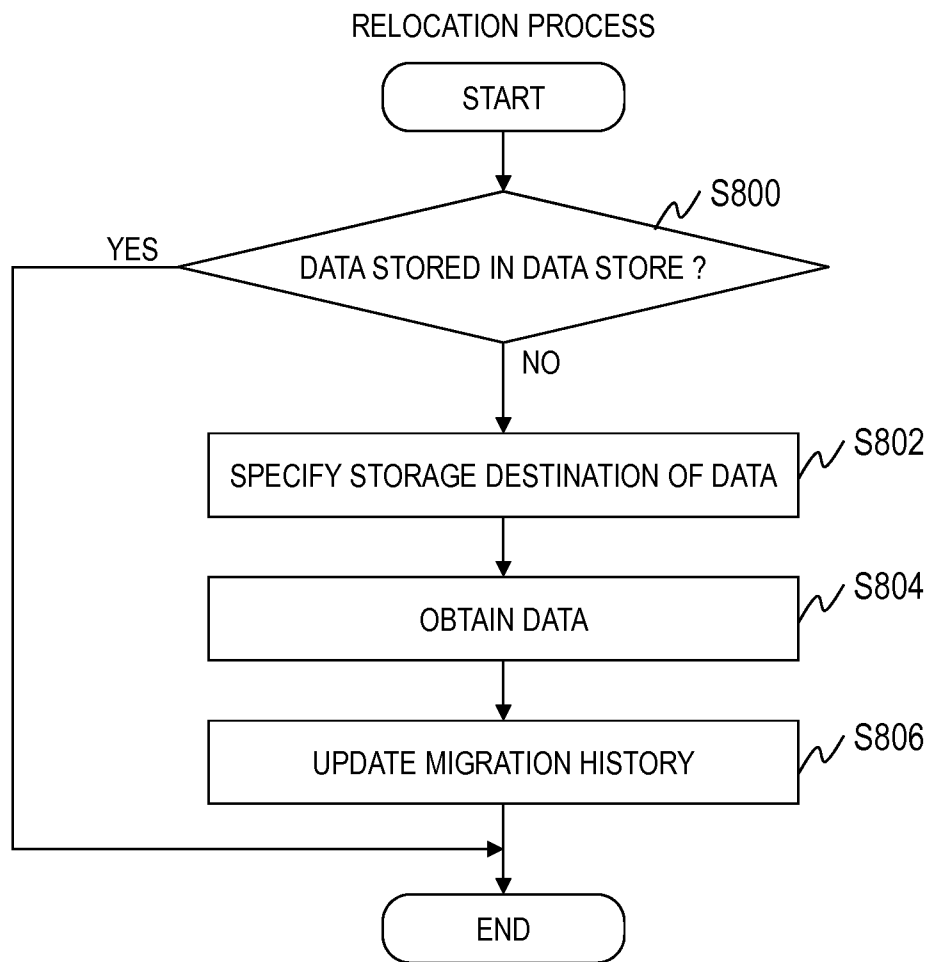 RELOCATION PROCESS
START
S800
YES
DATA STORED IN DATA STORE ?
NO
S802
SPECIFY STORAGE DESTINATION OF DATA
S804
OBTAIN DATA
S806
UPDATE MIGRATION HISTORY
END